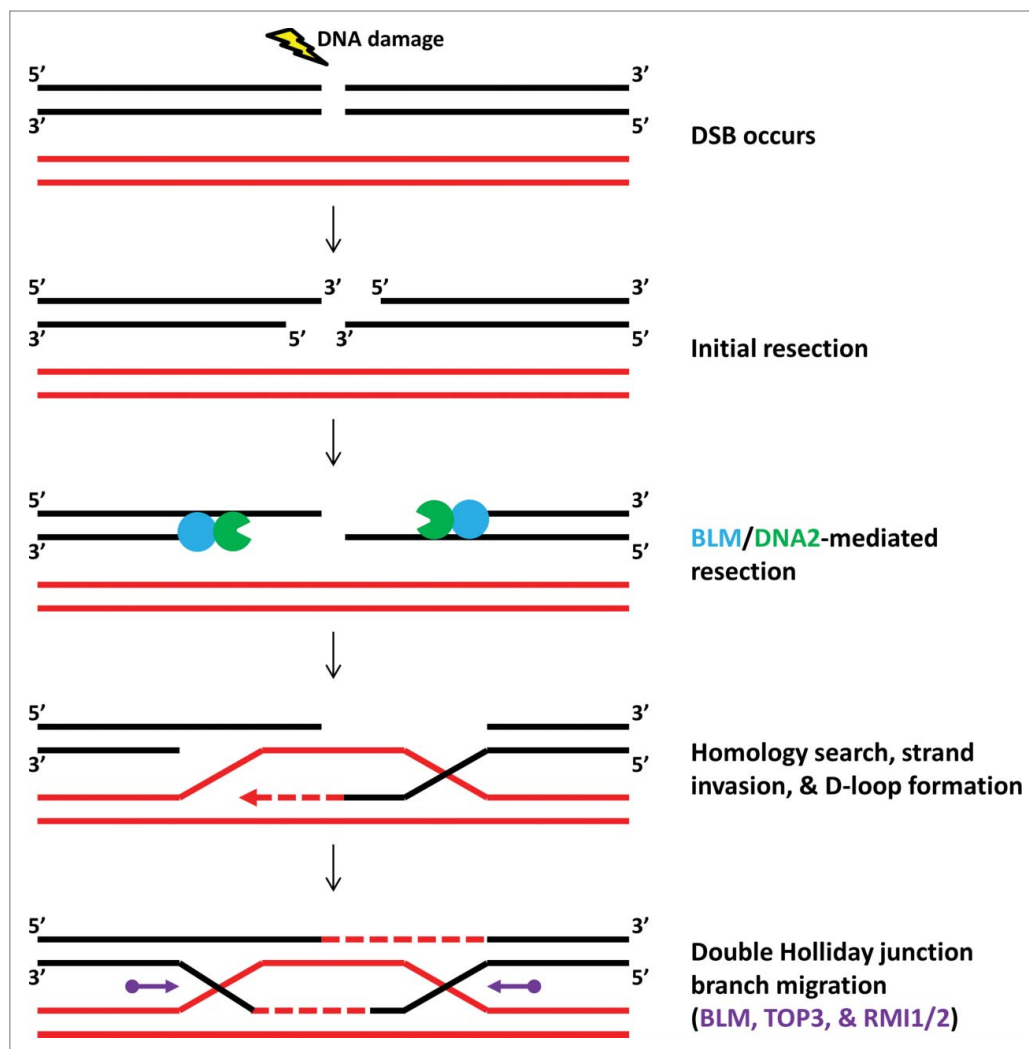 DNA damage
5’ 3’
3’ 5’
DSB occurs
5’ 3’ 5’ 3’
3’ 5’ 3’ 5’
Initial resection
5’ 3’
3’ 5’
BLM/DNA2-mediated
resection
5’ 3’
3’ 5’
Homology search, strand
invasion, & D-loop formation
5’ 3’
3’ 5’
Double Holliday junction
branch migration
(BLM, TOP3, & RMI1/2)